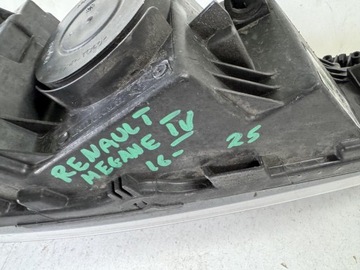 RENAULT
MEGANE IV
16-
25